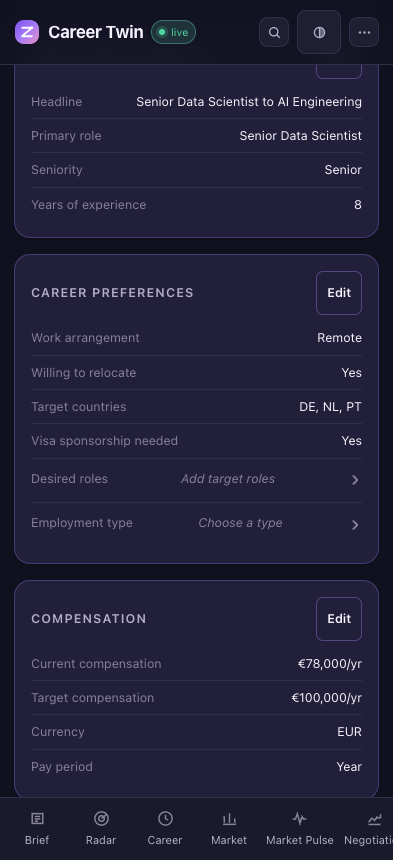 Career Twin
live
Headline Senior Data Scientist to AI Engineering
Primary role Senior Data Scientist
Seniority Senior
Years of experience 8
CAREER PREFERENCES Edit
Work arrangement Remote
Willing to relocate Yes
Target countries DE, NL, PT
Visa sponsorship needed Yes
Desired roles Add target roles
Employment type Choose a type
COMPENSATION Edit
Current compensation €78,000/yr
Target compensation €100,000/yr
Currency EUR
Pay period Year
Brief Radar Career Market Market Pulse Negotiati